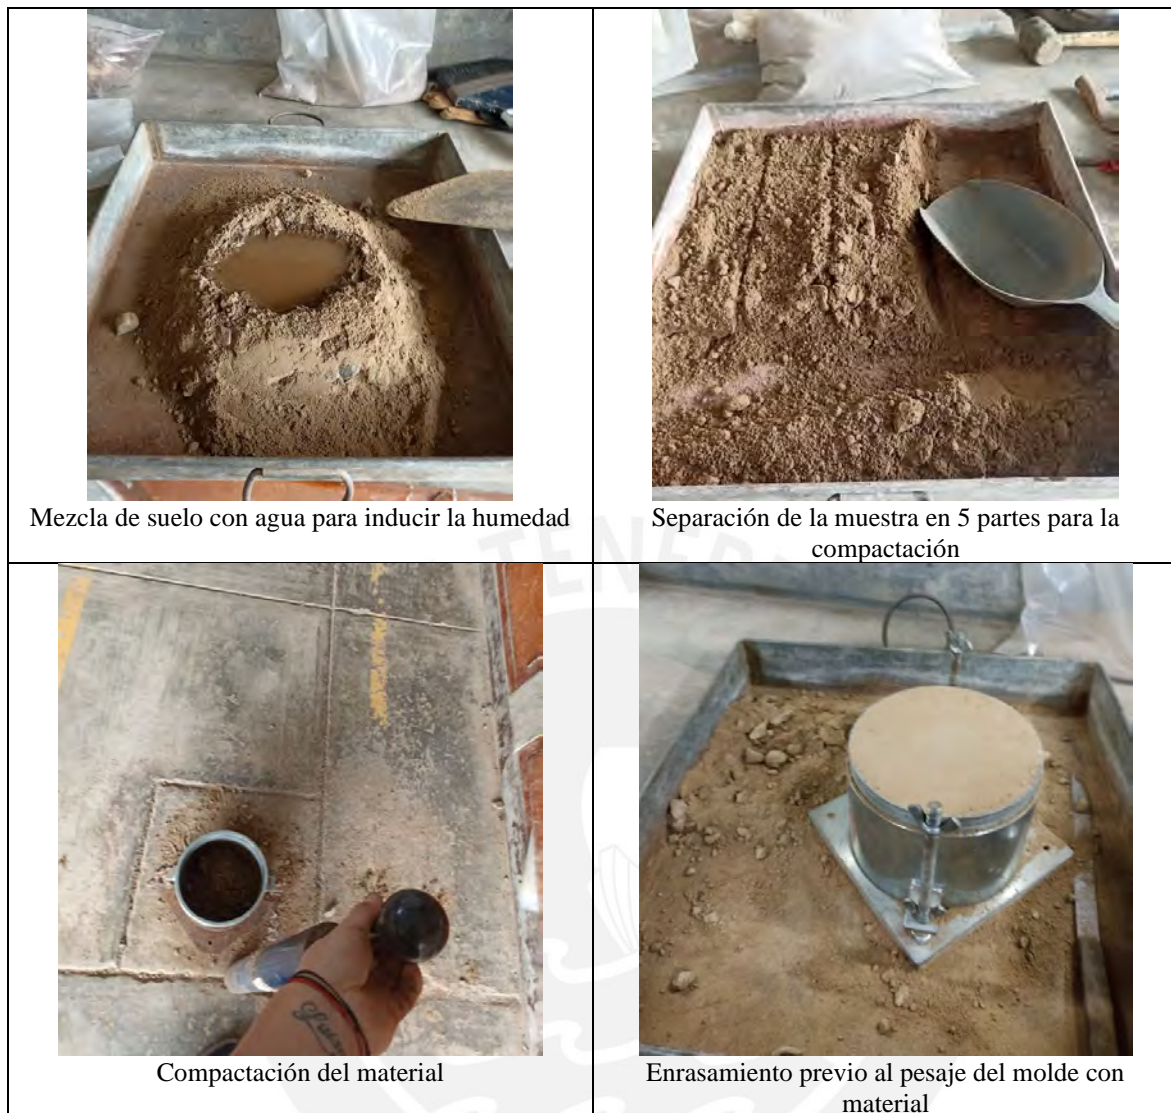 Mezcla de suelo con agua para inducir la humedad
Separación de la muestra en 5 partes para la
compactación
TENEB
Compactación del material
Enrasamiento previo al pesaje del molde con
material